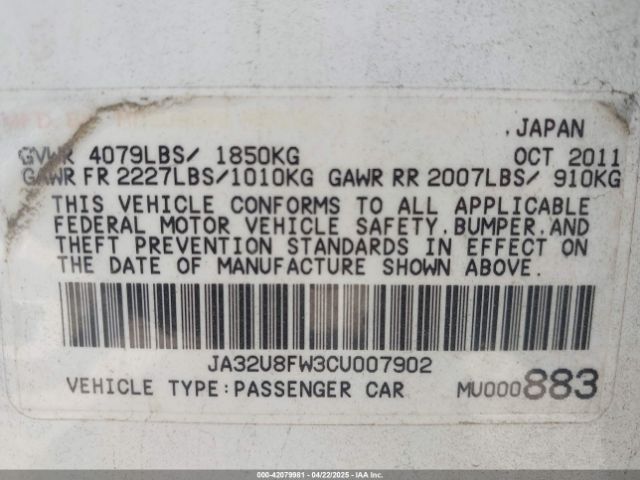 , JAPAN
GVWR 4079LBS/ 1850KG OCT 2011
GAWR FR 2227LBS/1010KG GAWR RR 2007LBS/ 910KG
THIS VEHICLE CONFORMS TO ALL APPLICABLE
FEDERAL MOTOR VEHICLE SAFETY, BUMPER, AND
THEFT PREVENTION STANDARDS IN EFFECT ON
THE DATE OF MANUFACTURE SHOWN ABOVE.
JA32U8FW3CU007902
VEHICLE TYPE:PASSENGER CAR MU000883
000-42079981 - 04/22/2025 - IAAI.com